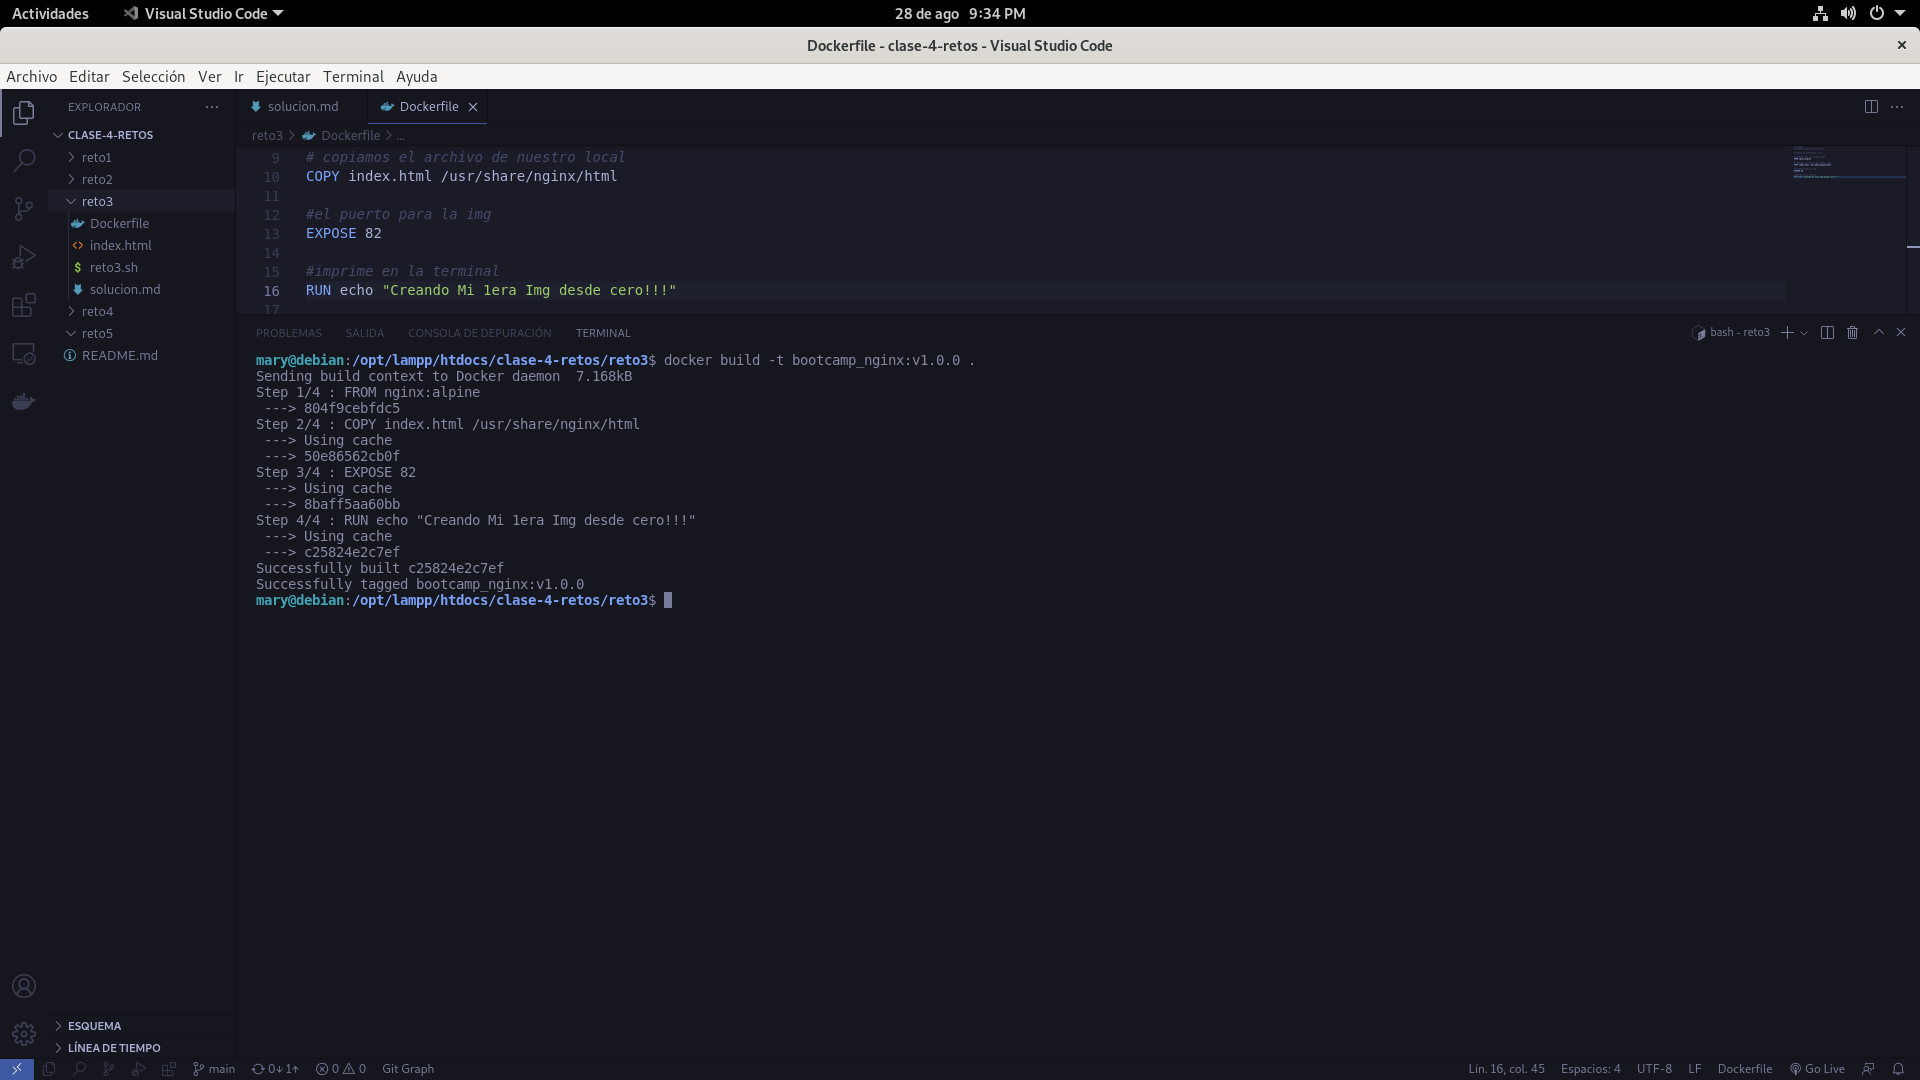 Actividades
Visual Studio Code
28 de ago 9:34 PM
Dockerfile - clase-4-retos - Visual Studio Code
Archivo Editar Selección Ver Ir Ejecutar Terminal Ayuda
EXPLORADOR
CLASE-4-RETOS
reto1
reto2
reto3
Dockerfile
index.html
reto3.sh
solucion.md
reto4
reto5
README.md
ESQUEMA
LÍNEA DE TIEMPO
solucion.md
Dockerfile
reto3 > Dockerfile > ...
9 # copiamos el archivo de nuestro local
10 COPY index.html /usr/share/nginx/html
11
12 #el puerto para la img
13 EXPOSE 82
14
15 #imprime en la terminal
16 RUN echo "Creando Mi 1era Img desde cero!!!"
17
PROBLEMAS SALIDA CONSOLA DE DEPURACIÓN TERMINAL
bash - reto3
mary@debian:/opt/lampp/htdocs/clase-4-retos/reto3$ docker build -t bootcamp_nginx:v1.0.0 .
Sending build context to Docker daemon  7.168kB
Step 1/4 : FROM nginx:alpine
 ---> 804f9cebfdc5
Step 2/4 : COPY index.html /usr/share/nginx/html
 ---> Using cache
 ---> 50e86562cb0f
Step 3/4 : EXPOSE 82
 ---> Using cache
 ---> 8baff5aa60bb
Step 4/4 : RUN echo "Creando Mi 1era Img desde cero!!!"
 ---> Using cache
 ---> c25824e2c7ef
Successfully built c25824e2c7ef
Successfully tagged bootcamp_nginx:v1.0.0
mary@debian:/opt/lampp/htdocs/clase-4-retos/reto3$
main 0↓ 1↑ 0 0 Git Graph
Lín. 16, col. 45 Espacios: 4 UTF-8 LF Dockerfile Go Live